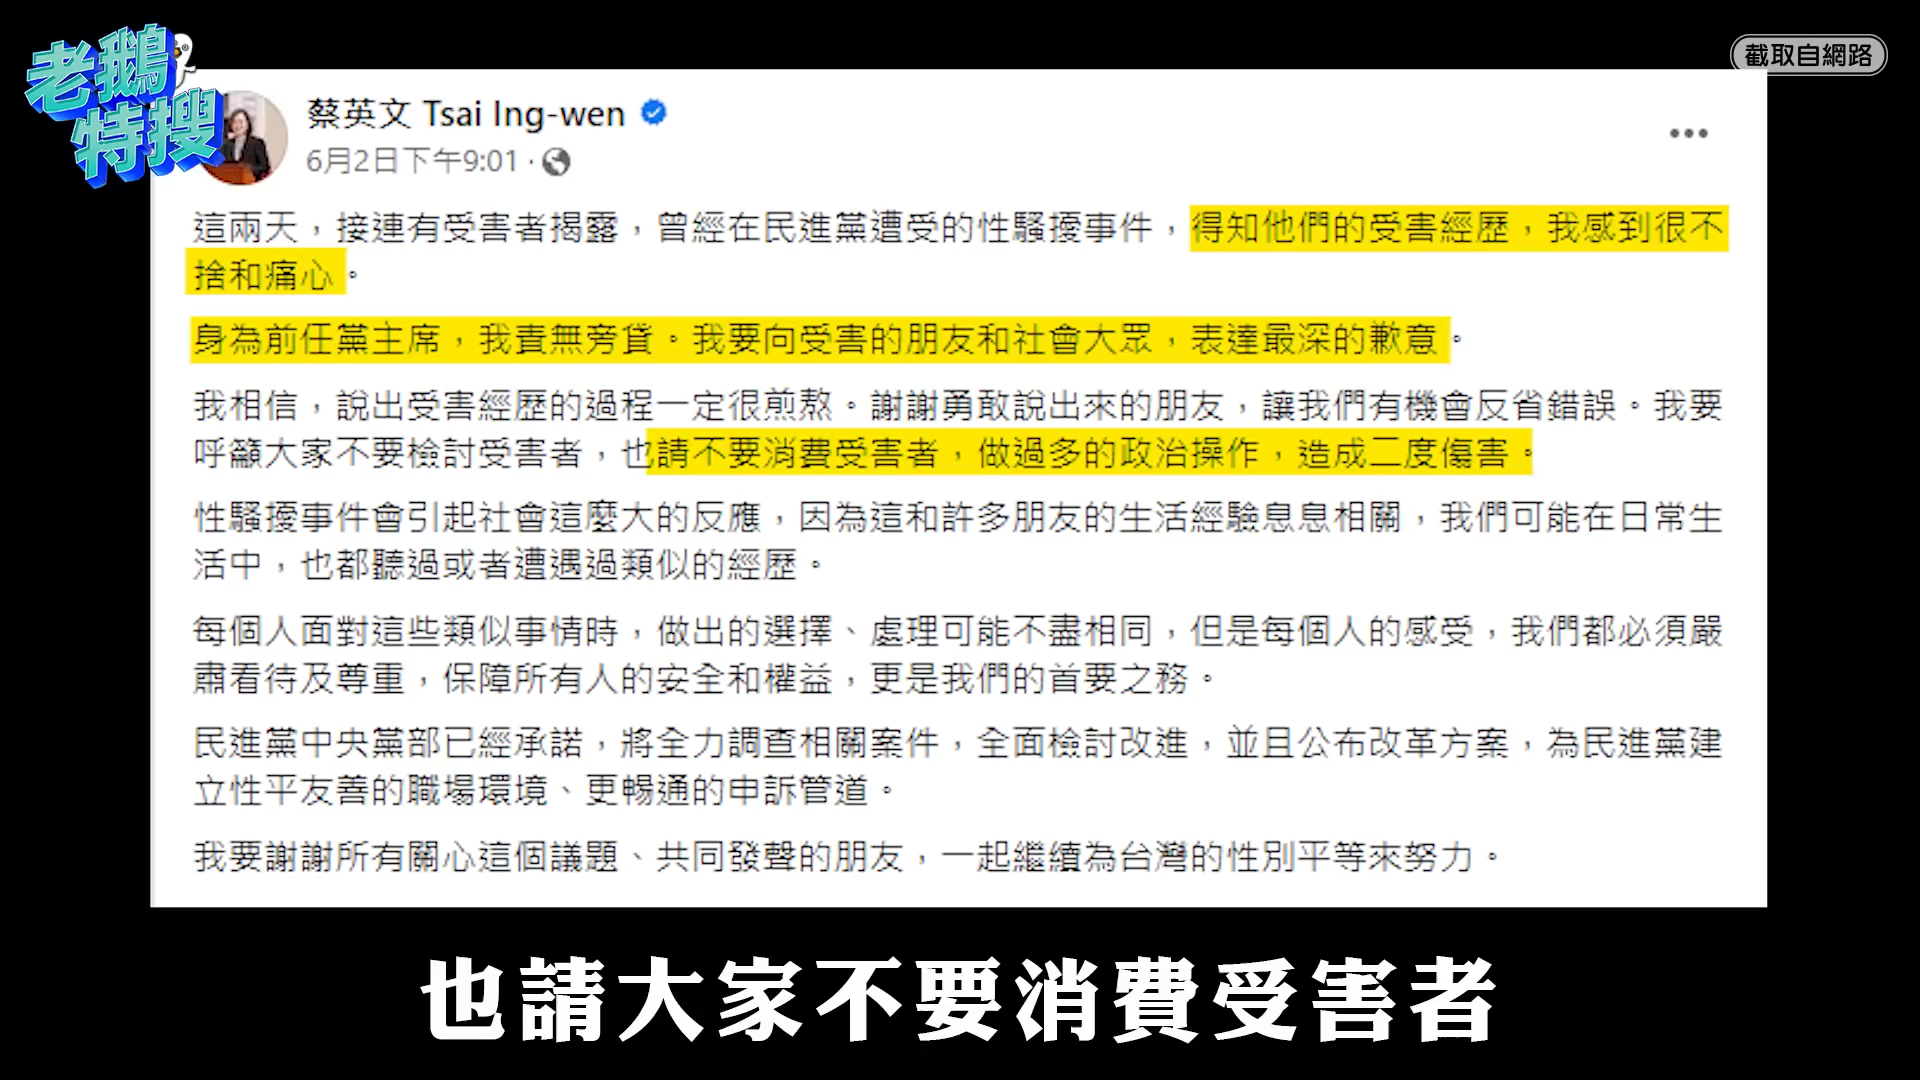 老鵝
特搜
截取自網路
蔡英文 Tsai Ing-wen
6月2日下午9:01 ·
這兩天，接連有受害者揭露，曾經在民進黨遭受的性騷擾事件，得知他們的受害經歷，我感到很不
捨和痛心。
身為前任黨主席，我責無旁貸。我要向受害的朋友和社會大眾，表達最深的歉意。
我相信，說出受害經歷的過程一定很煎熬。謝謝勇敢說出來的朋友，讓我們有機會反省錯誤。我要
呼籲大家不要檢討受害者，也請不要消費受害者，做過多的政治操作，造成二度傷害。
性騷擾事件會引起社會這麼大的反應，因為這和許多朋友的生活經驗息息相關，我們可能在日常生
活中，也都聽過或者遭遇過類似的經歷。
每個人面對這些類似事情時，做出的選擇、處理可能不盡相同，但是每個人的感受，我們都必須嚴
肅看待及尊重，保障所有人的安全和權益，更是我們的首要之務。
民進黨中央黨部已經承諾，將全力調查相關案件，全面檢討改進，並且公布改革方案，為民進黨建
立性平友善的職場環境、更暢通的申訴管道。
我要謝謝所有關心這個議題、共同發聲的朋友，一起繼續為台灣的性別平等來努力。
也請大家不要消費受害者